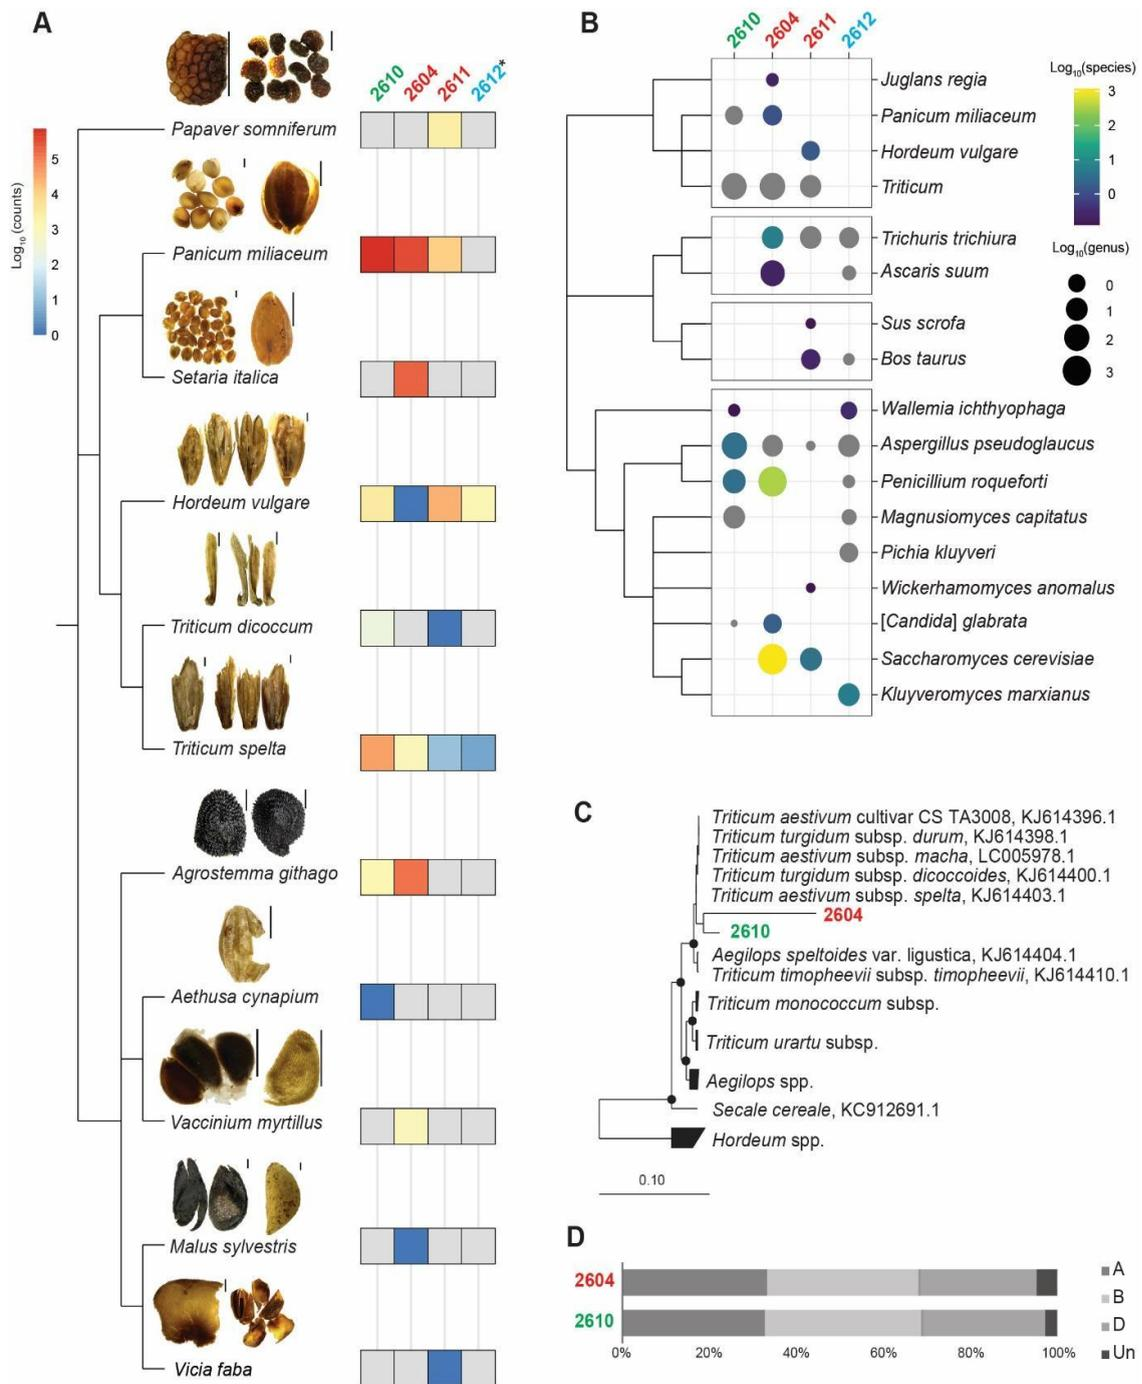 A
2610
2604
2611
2612*
Log10 (counts)
5
4
3
2
1
0
Papaver somniferum
Panicum miliaceum
Setaria italica
Hordeum vulgare
Triticum dicoccum
Triticum spelta
Agrostemma githago
Aethusa cynapium
Vaccinium myrtillus
Malus sylvestris
Vicia faba
B
2610
2604
2611
2612
Juglans regia
Panicum miliaceum
Hordeum vulgare
Triticum
Trichuris trichiura
Ascaris suum
Sus scrofa
Bos taurus
Wallemia ichthyophaga
Aspergillus pseudoglaucus
Penicillium roqueforti
Magnusiomyces capitatus
Pichia kluyveri
Wickerhamomyces anomalus
[Candida] glabrata
Saccharomyces cerevisiae
Kluyveromyces marxianus
Log10(species)
3
2
1
0
Log10(genus)
0
1
2
3
C
Triticum aestivum cultivar CS TA3008, KJ614396.1
Triticum turgidum subsp. durum, KJ614398.1
Triticum aestivum subsp. macha, LC005978.1
Triticum turgidum subsp. dicoccoides, KJ614400.1
Triticum aestivum subsp. spelta, KJ614403.1
2604
2610
Aegilops speltoides var. ligustica, KJ614404.1
Triticum timopheevii subsp. timopheevii, KJ614410.1
Triticum monococcum subsp.
Triticum urartu subsp.
Aegilops spp.
Secale cereale, KC912691.1
Hordeum spp.
0.10
D
2604
2610
0%
20%
40%
60%
80%
100%
A
B
D
Un